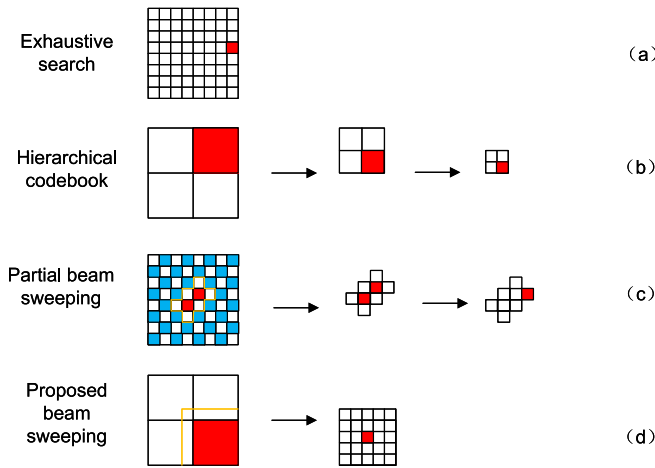 Exhaustive
search
(a)
Hierarchical
codebook
(b)
Partial beam
sweeping
(c)
Proposed
beam
sweeping
(d)